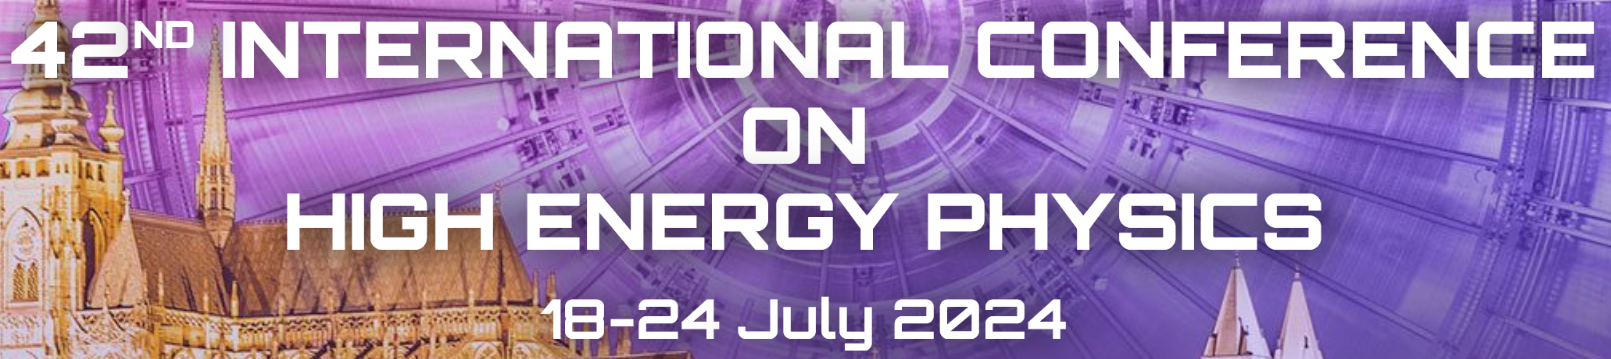 42ND INTERNATIONAL CONFERENCE
ON
HIGH ENERGY PHYSICS
18-24 July 2024